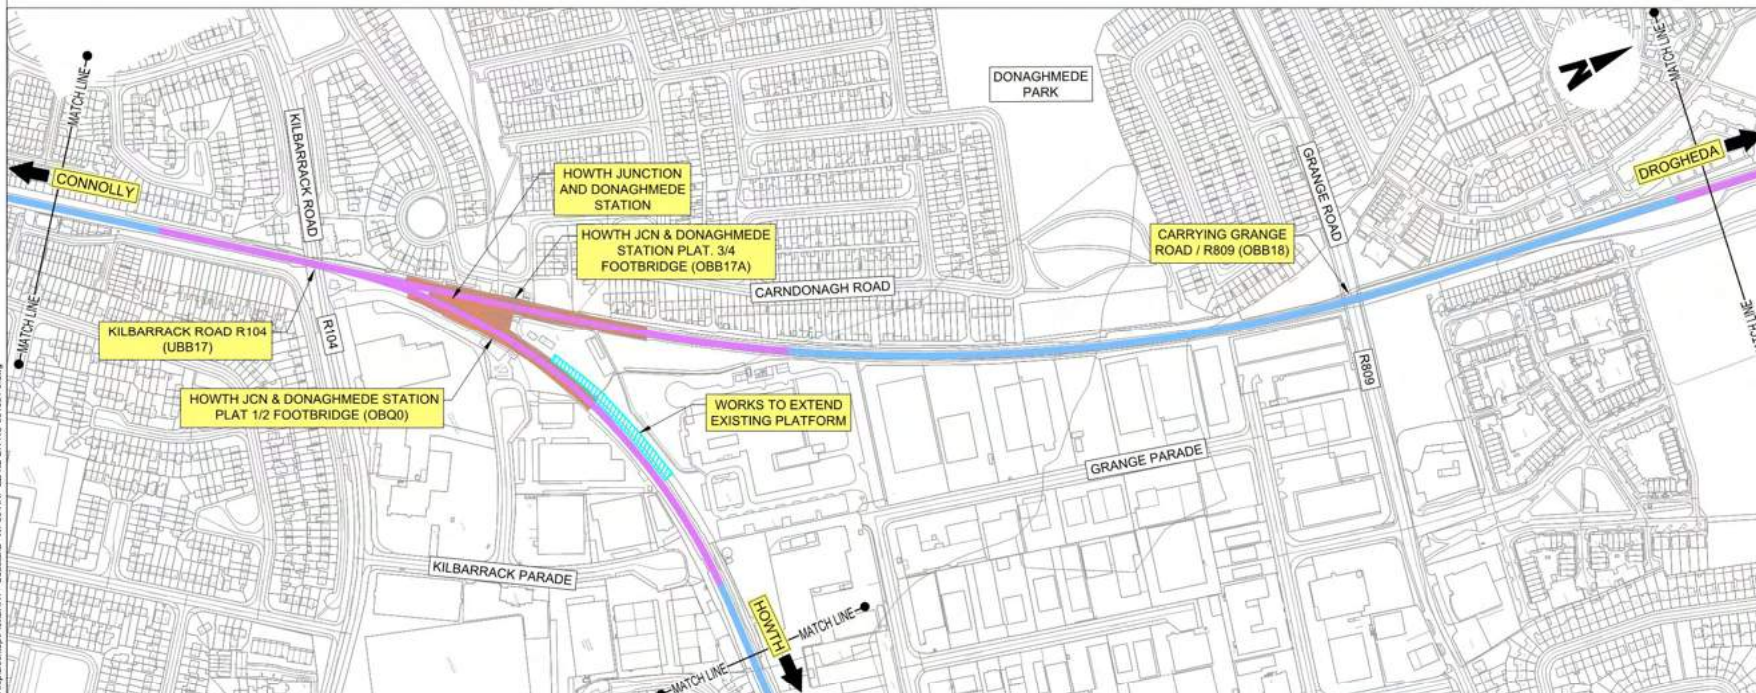 DONAGHMEDE
PARK
MATCH LINE
MATCH LINE
KILBARRACK ROAD
GRANGE ROAD
N
DROGHEDA
CONNOLLY
HOWTH JUNCTION
AND DONAGHMEDE
STATION
HOWTH JCN & DONAGHMEDE
STATION PLAT. 3/4
FOOTBRIDGE (OBB17A)
CARRYING GRANGE
ROAD / R809 (OBB18)
CARNDONAGH ROAD
MATCH LINE
MATCH LINE
KILBARRACK ROAD R104
(UBB17)
R104
R809
HOWTH JCN & DONAGHMEDE STATION
PLAT 1/2 FOOTBRIDGE (OBQ0)
WORKS TO EXTEND
EXISTING PLATFORM
GRANGE PARADE
KILBARRACK PARADE
HOWTH
MATCH LINE
MATCH LINE